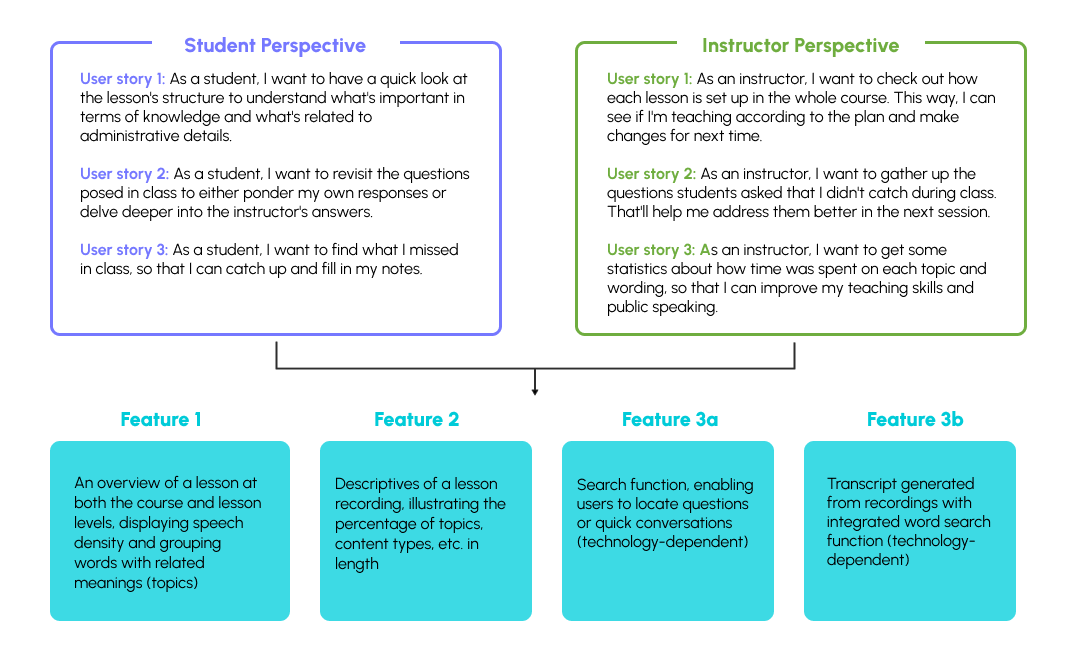 Student Perspective
User story 1: As a student, I want to have a quick look at
the lesson's structure to understand what's important in
terms of knowledge and what's related to
administrative details.
User story 2: As a student, I want to revisit the questions
posed in class to either ponder my own responses or
delve deeper into the instructor's answers.
User story 3: As a student, I want to find what I missed
in class, so that I can catch up and fill in my notes.
Instructor Perspective
User story 1: As an instructor, I want to check out how
each lesson is set up in the whole course. This way, I can
see if I'm teaching according to the plan and make
changes for next time.
User story 2: As an instructor, I want to gather up the
questions students asked that I didn't catch during class.
That'll help me address them better in the next session.
User story 3: As an instructor, I want to get some
statistics about how time was spent on each topic and
wording, so that I can improve my teaching skills and
public speaking.
Feature 1
An overview of a lesson at
both the course and lesson
levels, displaying speech
density and grouping
words with related
meanings (topics)
Feature 2
Descriptives of a lesson
recording, illustrating the
percentage of topics,
content types, etc. in
length
Feature 3a
Search function, enabling
users to locate questions
or quick conversations
(technology-dependent)
Feature 3b
Transcript generated
from recordings with
integrated word search
function (technology-
dependent)